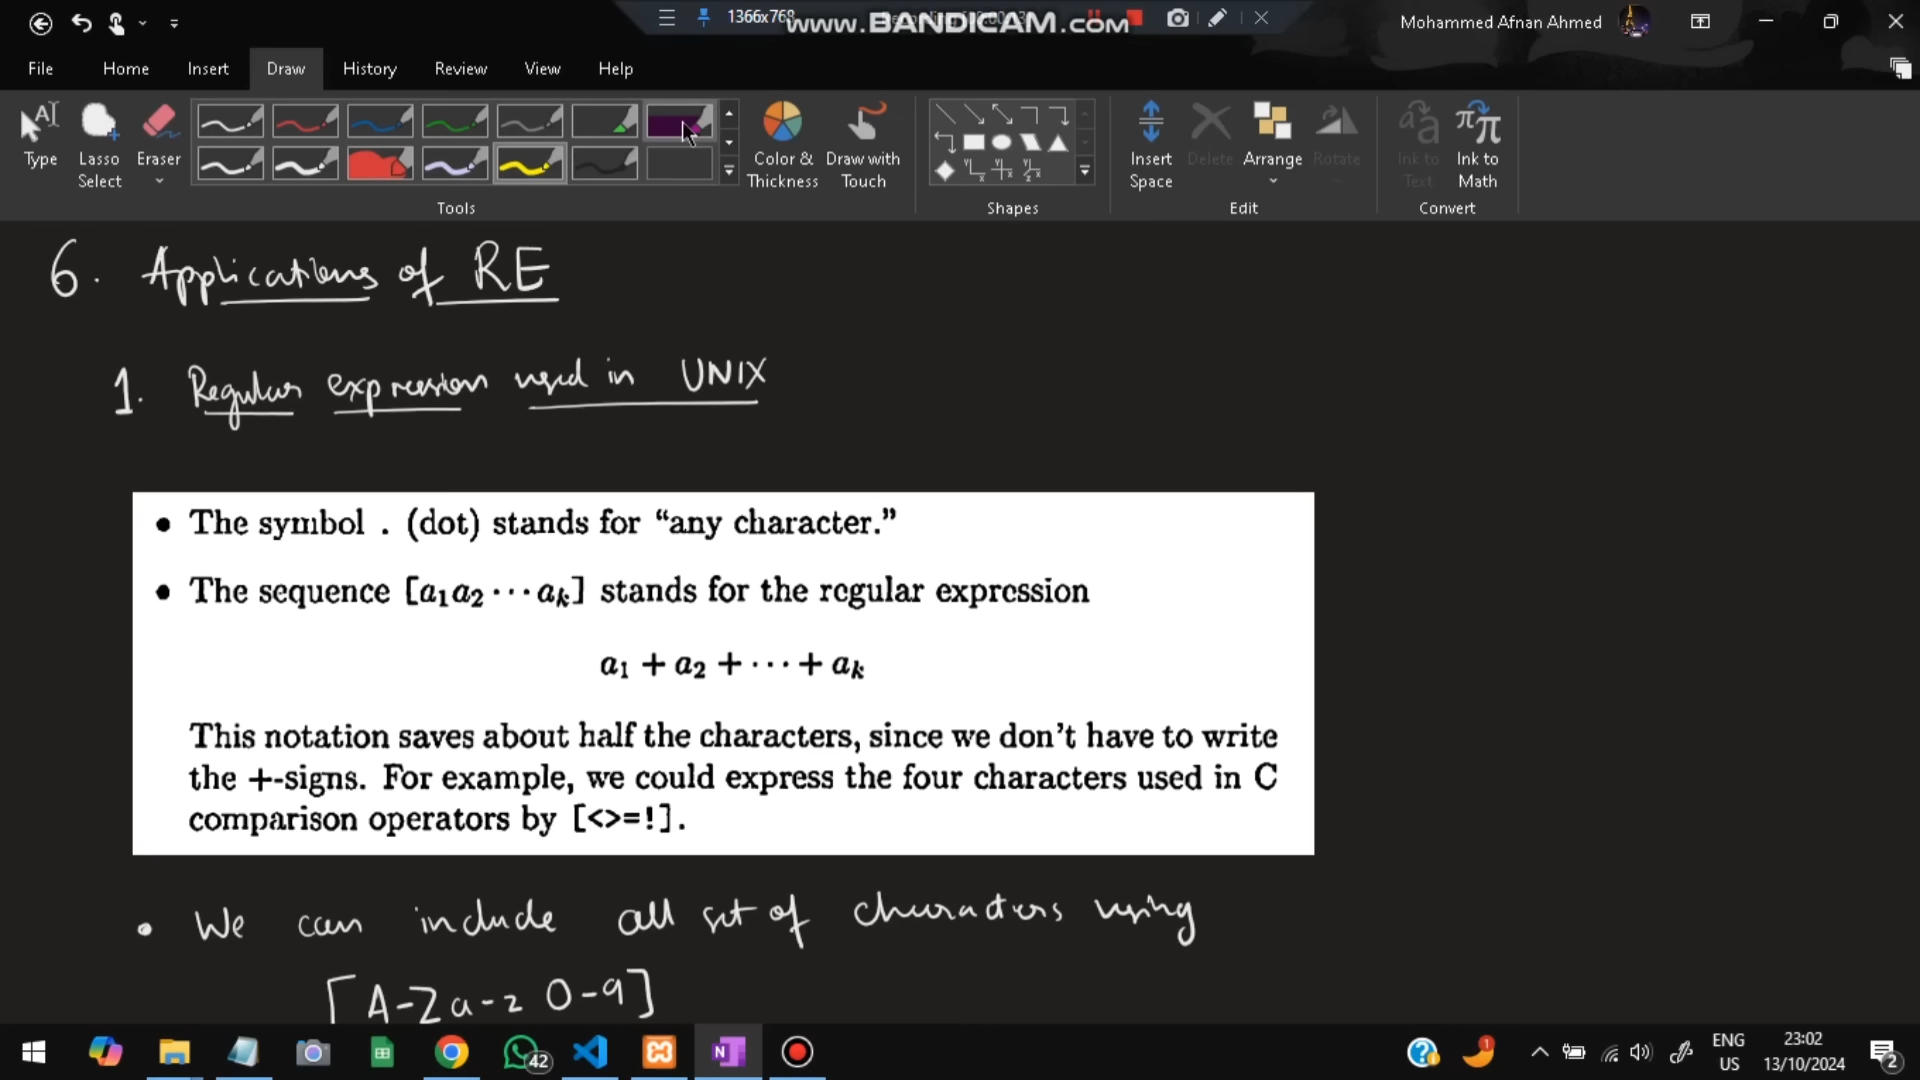 1366x768
www.BANDICAM.com
Mohammed Afnan Ahmed
File Home Insert Draw History Review View Help
Type
Lasso Select
Eraser
Color & Thickness
Draw with Touch
Insert Space
Delete
Arrange
Rotate
Ink to Text
Ink to Math
Tools
Shapes
Edit
Convert
6. Applications of RE
1. Regular expression used in UNIX
• The symbol . (dot) stands for “any character.”
• The sequence [a₁a₂ ··· aₖ] stands for the regular expression
a₁ + a₂ + ··· + aₖ
This notation saves about half the characters, since we don't have to write
the +-signs. For example, we could express the four characters used in C
comparison operators by [<>=!].
• We can include all set of characters using
[A-Z a-z 0-9]
42
1
ENG
US
23:02
13/10/2024
2